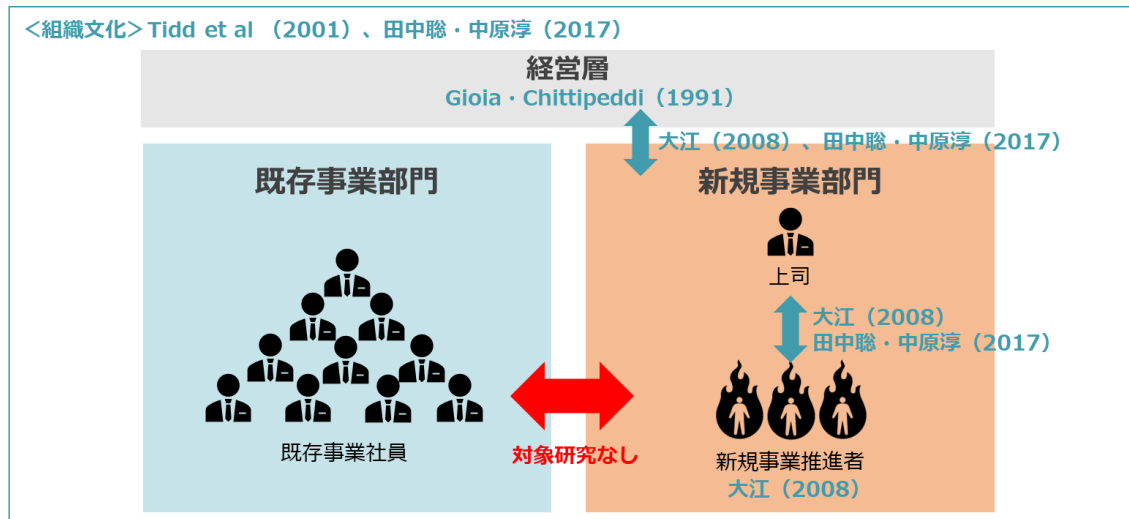 ＜組織文化＞Tidd et al （2001）、田中聡・中原淳（2017）
経営層
Gioia・Chittipeddi（1991）
大江（2008）、田中聡・中原淳（2017）
既存事業部門
新規事業部門
上司
大江（2008）
田中聡・中原淳（2017）
既存事業社員
対象研究なし
新規事業推進者
大江（2008）